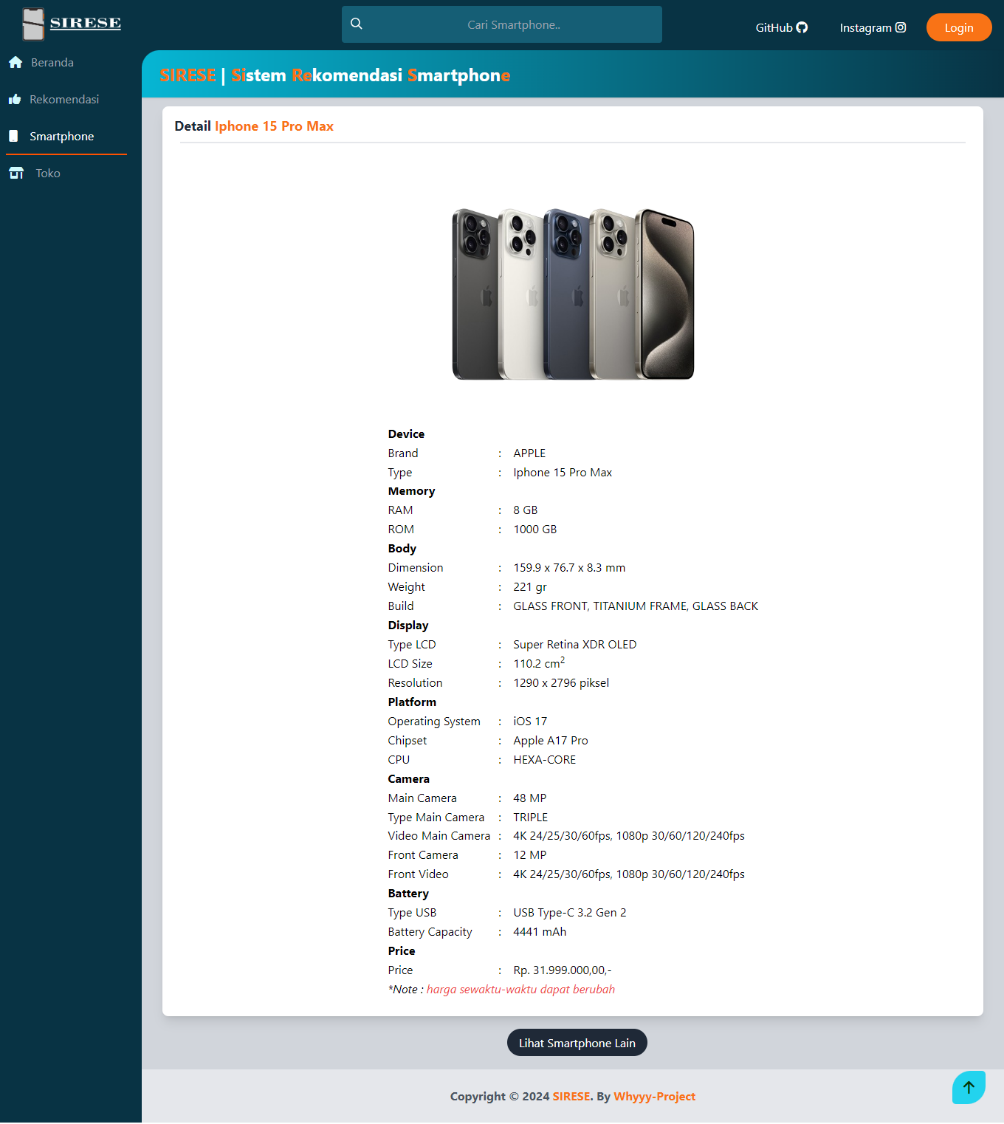 SIRESE
Cari Smartphone..
GitHub
Instagram
Login
Beranda
Rekomendasi
Smartphone
Toko
SIRESE | Sistem Rekomendasi Smartphone
Detail Iphone 15 Pro Max
Device
Brand : APPLE
Type : Iphone 15 Pro Max
Memory
RAM : 8 GB
ROM : 1000 GB
Body
Dimension : 159.9 x 76.7 x 8.3 mm
Weight : 221 gr
Build : GLASS FRONT, TITANIUM FRAME, GLASS BACK
Display
Type LCD : Super Retina XDR OLED
LCD Size : 110.2 cm²
Resolution : 1290 x 2796 piksel
Platform
Operating System : iOS 17
Chipset : Apple A17 Pro
CPU : HEXA-CORE
Camera
Main Camera : 48 MP
Type Main Camera : TRIPLE
Video Main Camera : 4K 24/25/30/60fps, 1080p 30/60/120/240fps
Front Camera : 12 MP
Front Video : 4K 24/25/30/60fps, 1080p 30/60/120/240fps
Battery
Type USB : USB Type-C 3.2 Gen 2
Battery Capacity : 4441 mAh
Price
Price : Rp. 31.999.000,00,-
*Note : harga sewaktu-waktu dapat berubah
Lihat Smartphone Lain
Copyright © 2024 SIRESE. By Whyyy-Project